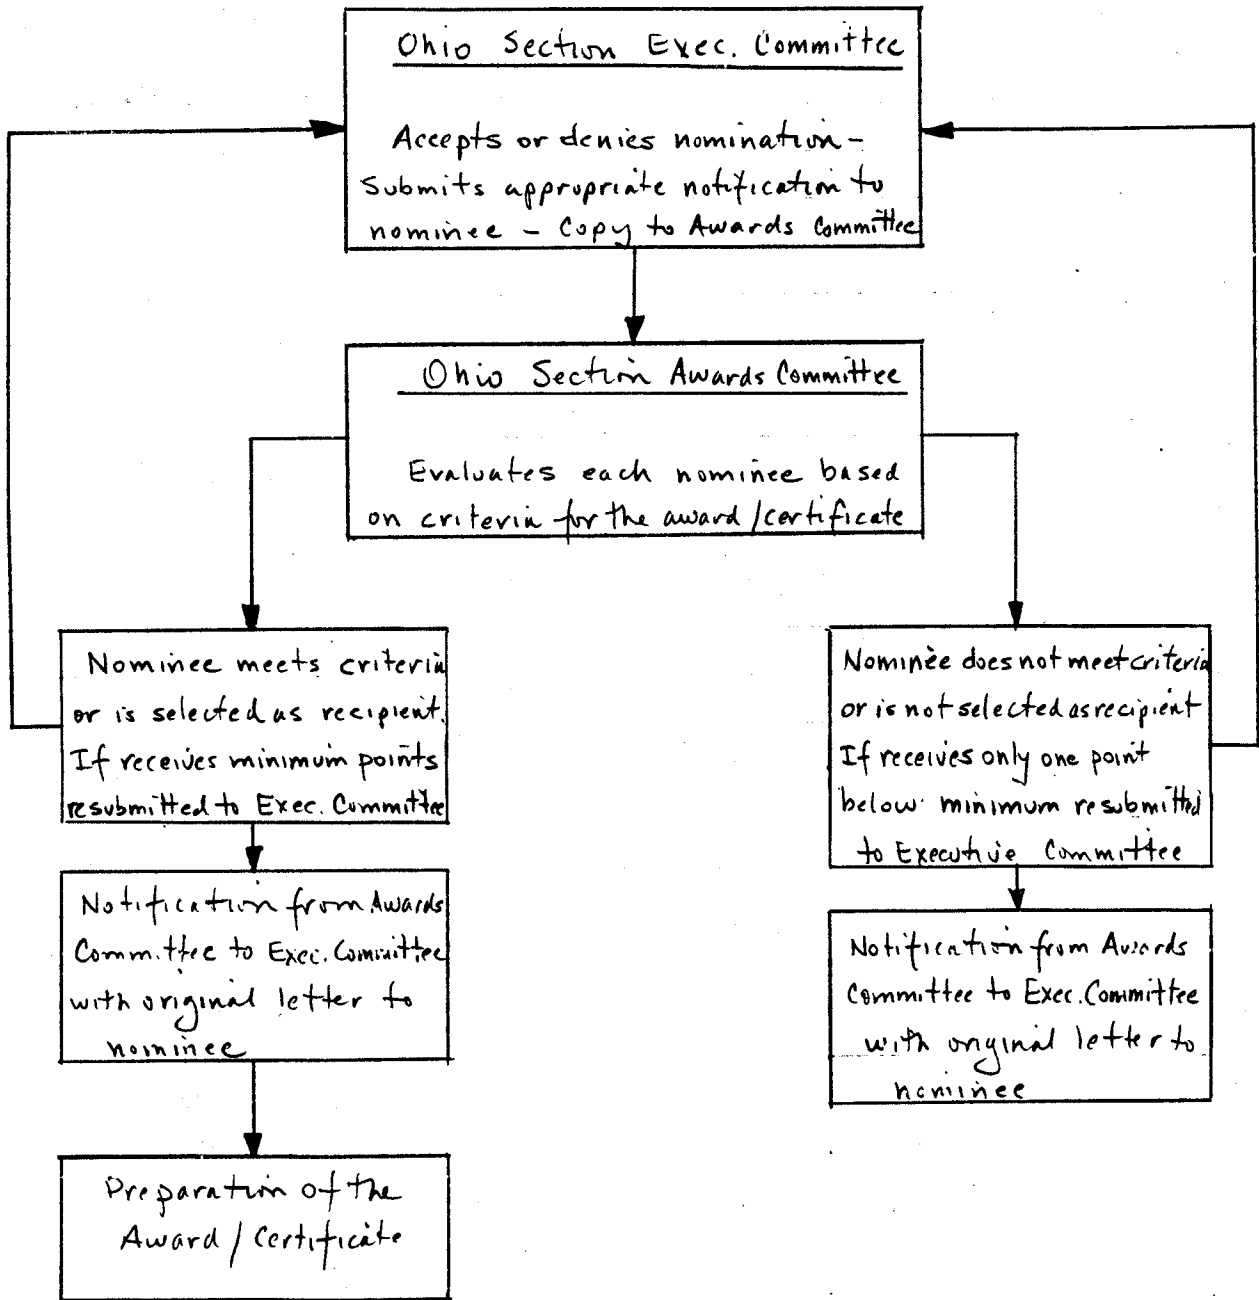 Ohio Section Exec. Committee
Accepts or denies nomination -
Submits appropriate notification to
nominee - Copy to Awards Committee
Ohio Section Awards Committee
Evaluates each nominee based
on criteria for the award/certificate
Nominee meets criteria
or is selected as recipient.
If receives minimum points
resubmitted to Exec. Committee
Nominee does not meet criteria
or is not selected as recipient
If receives only one point
below minimum resubmitted
to Executive Committee
Notification from Awards
Committee to Exec. Committee
with original letter to
nominee
Notification from Awards
Committee to Exec. Committee
with original letter to
nominee
Preparation of the
Award / Certificate